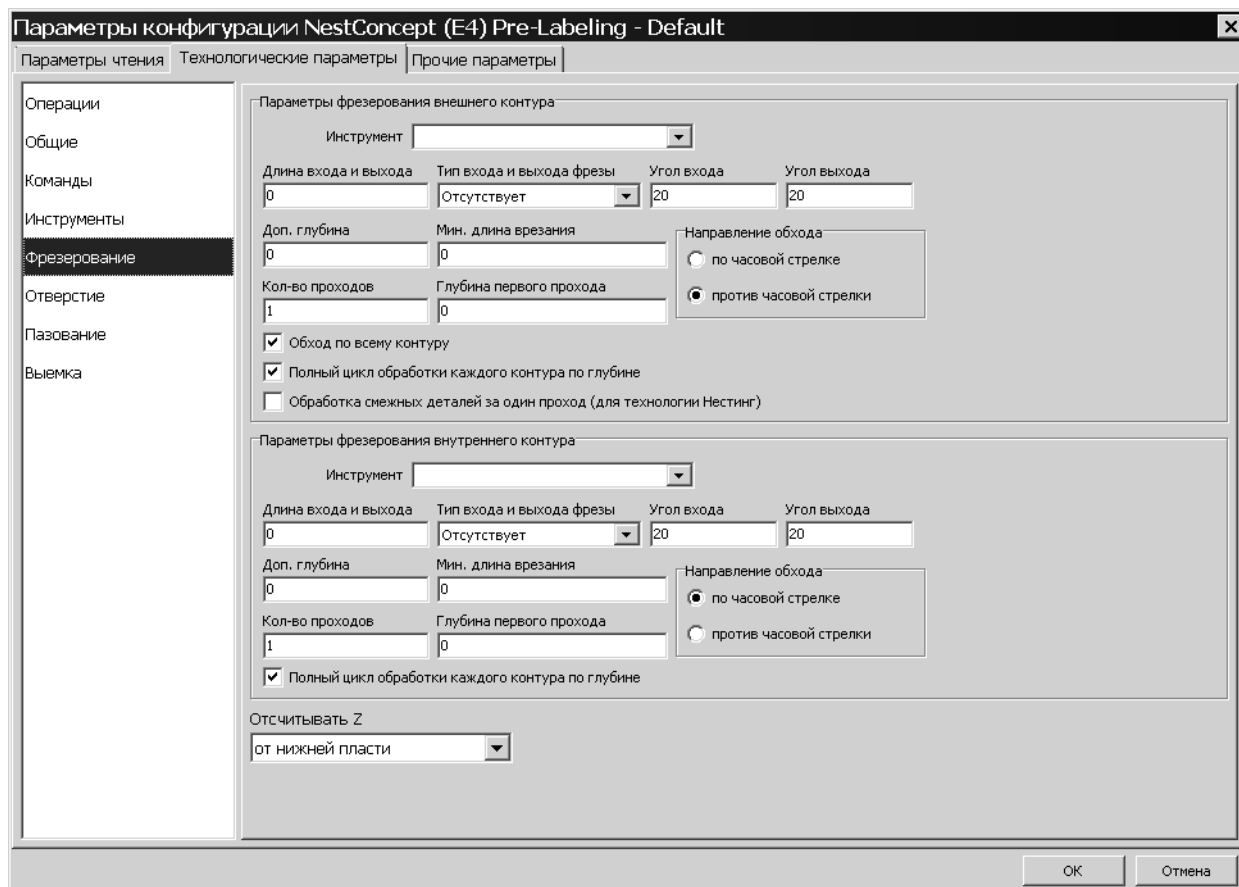 Параметры конфигурации NestConcept (E4) Pre-Labeling - Default
Параметры чтения Технологические параметры Прочие параметры
Операции
Общие
Команды
Инструменты
Фрезерование
Отверстие
Пазование
Выемка
Параметры фрезерования внешнего контура
Инструмент
Длина входа и выхода Тип входа и выхода фрезы Угол входа Угол выхода
0 Отсутствует 20 20
Доп. глубина Мин. длина врезания Направление обхода
0 0 по часовой стрелке
Кол-во проходов Глубина первого прохода против часовой стрелки
1 0
Обход по всему контуру
Полный цикл обработки каждого контура по глубине
Обработка смежных деталей за один проход (для технологии Нестинг)
Параметры фрезерования внутреннего контура
Инструмент
Длина входа и выхода Тип входа и выхода фрезы Угол входа Угол выхода
0 Отсутствует 20 20
Доп. глубина Мин. длина врезания Направление обхода
0 0 по часовой стрелке
Кол-во проходов Глубина первого прохода против часовой стрелки
1 0
Полный цикл обработки каждого контура по глубине
Отсчитывать Z
от нижней пласти
ОК Отмена